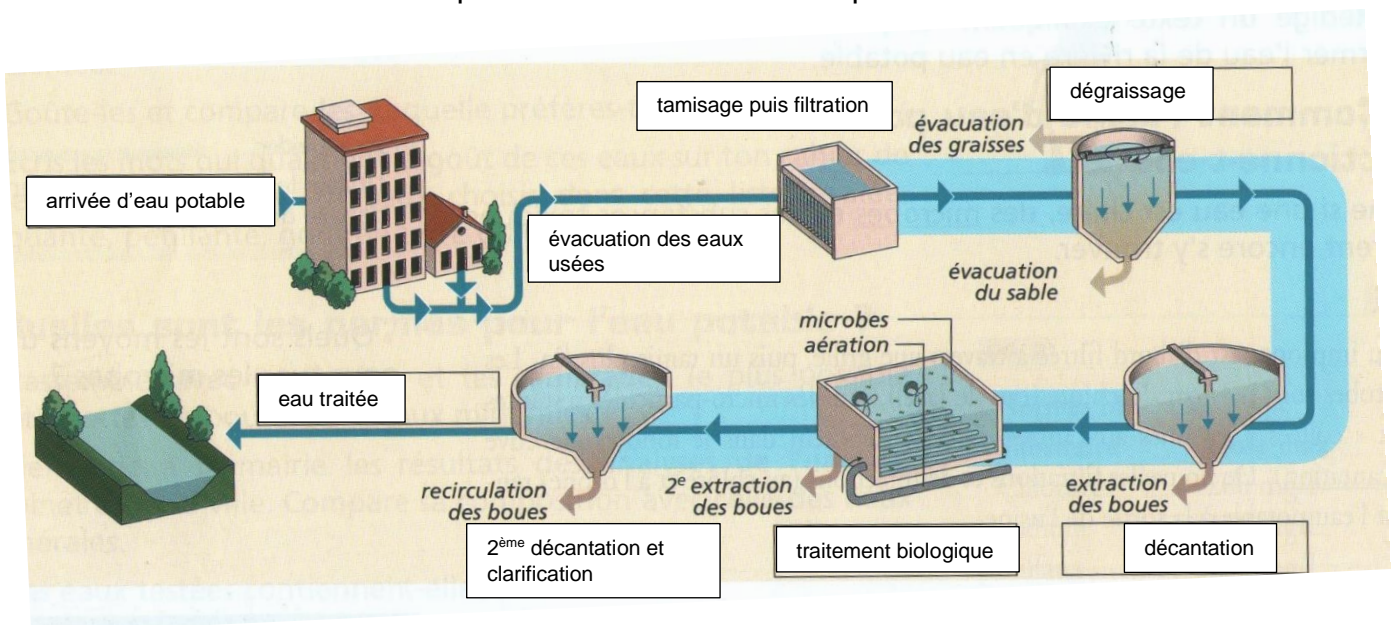 tamisage puis filtration
dégraissage
évacuation
des graisses
arrivée d'eau potable
évacuation des eaux
usées
évacuation
du sable
microbes
aération
eau traitée
recirculation
des boues
2e extraction
des boues
extraction
des boues
2ème décantation et
clarification
traitement biologique
décantation